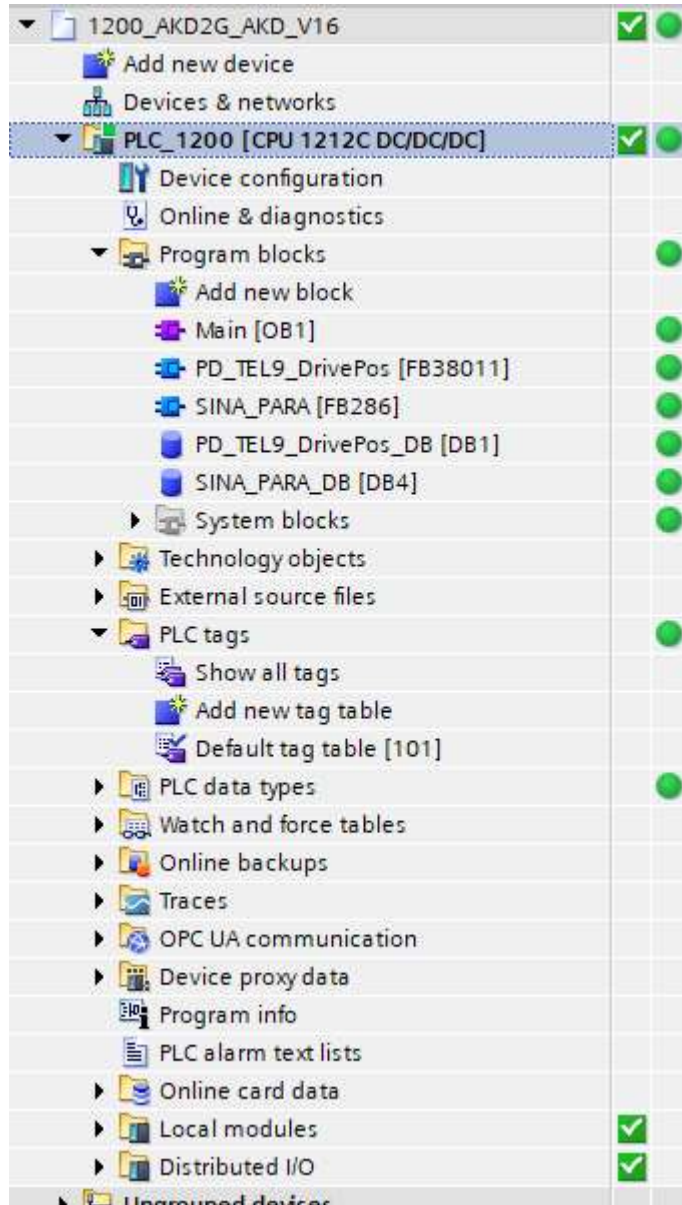 1200_AKD2G_AKD_V16
Add new device
Devices & networks
PLC_1200 [CPU 1212C DC/DC/DC]
Device configuration
Online & diagnostics
Program blocks
Add new block
Main [OB1]
PD_TEL9_DrivePos [FB38011]
SINA_PARA [FB286]
PD_TEL9_DrivePos_DB [DB1]
SINA_PARA_DB [DB4]
System blocks
Technology objects
External source files
PLC tags
Show all tags
Add new tag table
Default tag table [101]
PLC data types
Watch and force tables
Online backups
Traces
OPC UA communication
Device proxy data
Program info
PLC alarm text lists
Online card data
Local modules
Distributed I/O
Ungrouped devices